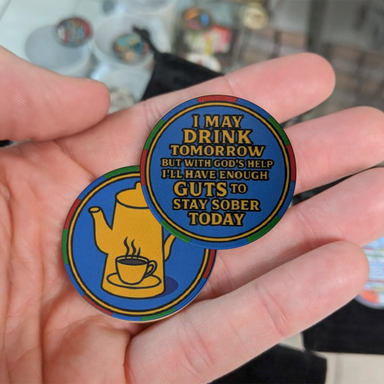 I MAY
DRINK
TOMORROW
BUT WITH GOD'S HELP
I'LL HAVE ENOUGH
GUTS TO
STAY SOBER
TODAY